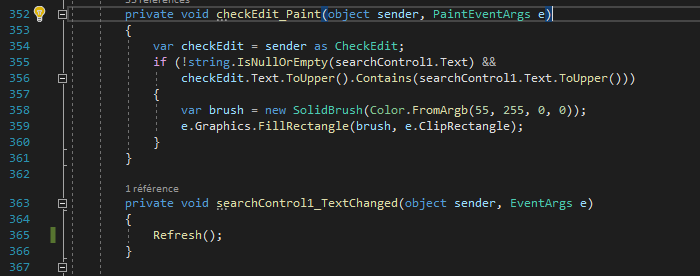 352 private void checkEdit_Paint(object sender, PaintEventArgs e)
353 {
354 var checkEdit = sender as CheckEdit;
355 if (!string.IsNullOrEmpty(searchControl1.Text) &&
356 checkEdit.Text.ToUpper().Contains(searchControl1.Text.ToUpper()))
357 {
358 var brush = new SolidBrush(Color.FromArgb(55, 255, 0, 0));
359 e.Graphics.FillRectangle(brush, e.ClipRectangle);
360 }
361 }
362
1 référence
363 private void searchControl1_TextChanged(object sender, EventArgs e)
364 {
365 Refresh();
366 }
367